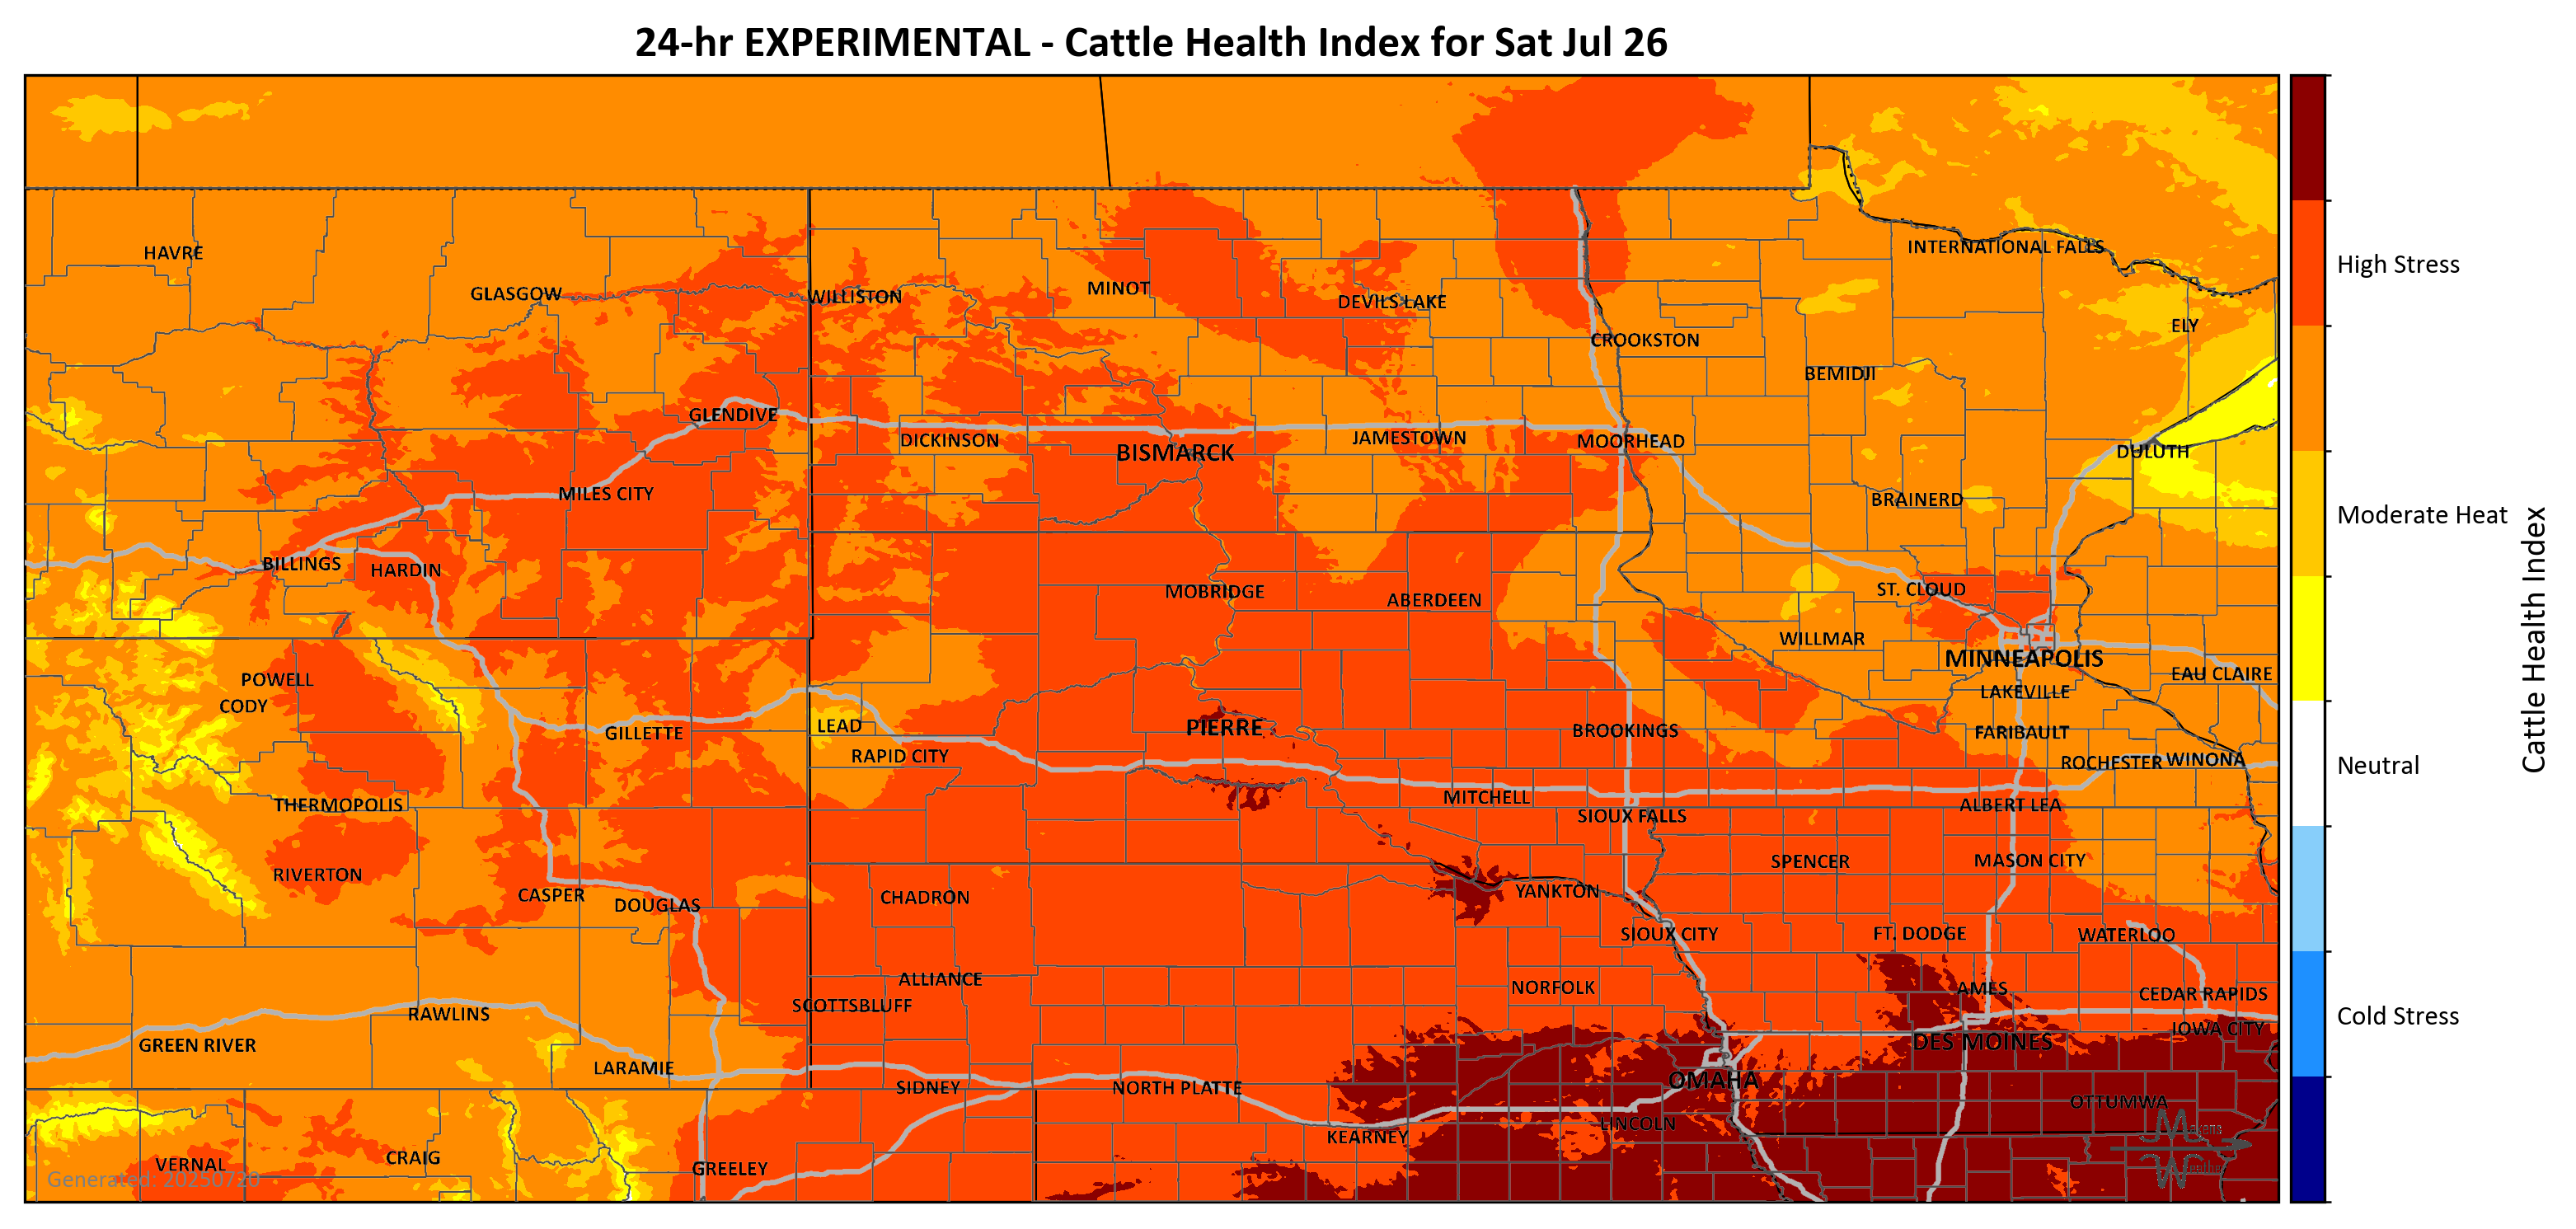 24-hr EXPERIMENTAL - Cattle Health Index for Sat Jul 26
HAVRE
INTERNATIONAL FALLS
GLASGOW
WILLISTON
MINOT
DEVILS LAKE
ELY
CROOKSTON
BEMIDJI
GLENDIVE
DICKINSON
BISMARCK
JAMESTOWN
MOORHEAD
DULUTH
MILES CITY
BRAINERD
BILLINGS
HARDIN
MOBRIDGE
ABERDEEN
ST. CLOUD
WILLMAR
MINNEAPOLIS
EAU CLAIRE
POWELL
CODY
LAKEVILLE
GILLETTE
LEAD
PIERRE
BROOKINGS
FARIBAULT
RAPID CITY
ROCHESTER
WINONA
THERMOPOLIS
MITCHELL
SIOUX FALLS
ALBERT LEA
RIVERTON
SPENCER
MASON CITY
CASPER
DOUGLAS
CHADRON
YANKTON
SIOUX CITY
FT. DODGE
WATERLOO
ALLIANCE
NORFOLK
AMES
CEDAR RAPIDS
SCOTTSBLUFF
RAWLINS
IOWA CITY
GREEN RIVER
DES MOINES
LARAMIE
SIDNEY
NORTH PLATTE
OMAHA
OTTUMWA
LINCOLN
KEARNEY
VERNAL
CRAIG
GREELEY
Generated: 20250720
High Stress
Moderate Heat
Neutral
Cold Stress
Cattle Health Index